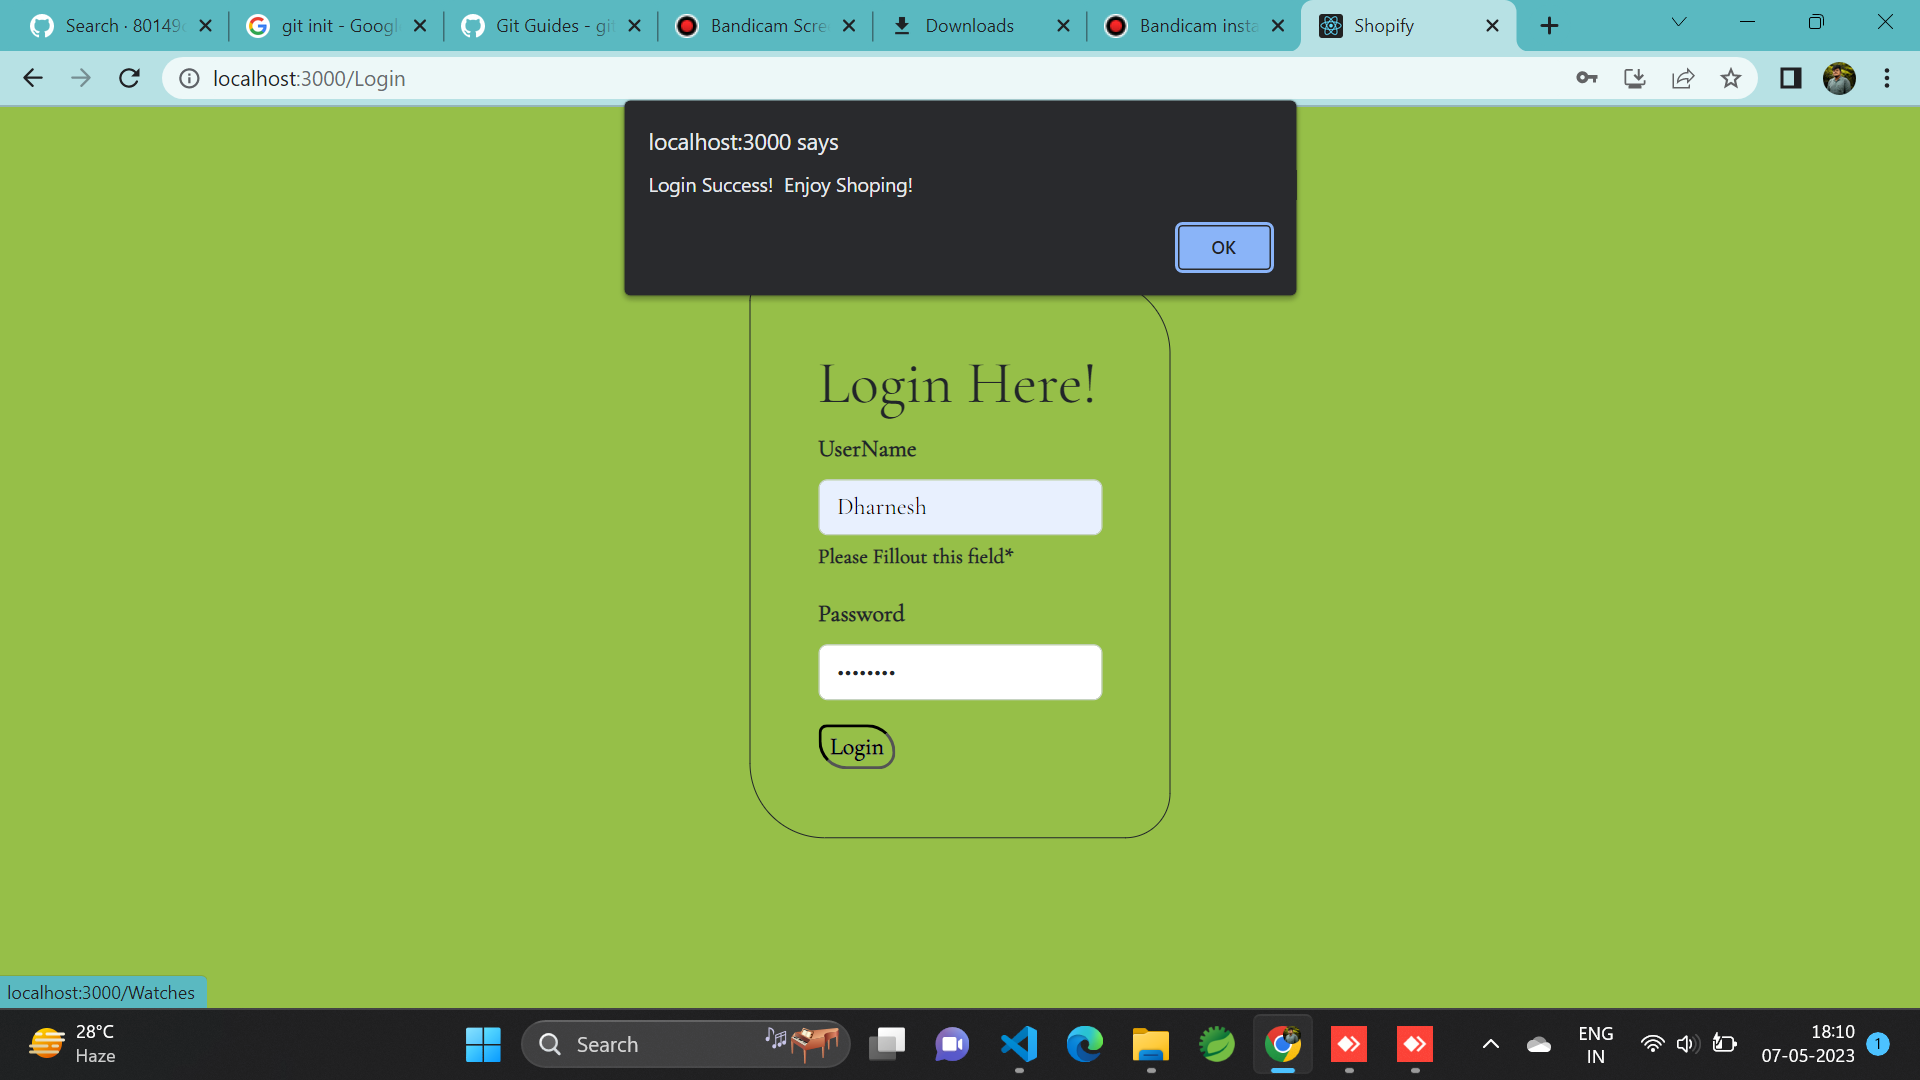 Search · 80149
git init - Googl
Git Guides - git
Bandicam Scre
Downloads
Bandicam insta
Shopify
localhost:3000/Login
localhost:3000 says
Login Success!  Enjoy Shoping!
OK
Login Here!
UserName
Dharnesh
Please Fillout this field*
Password
••••••••
Login
localhost:3000/Watches
28°C
Haze
Search
ENG
IN
18:10
07-05-2023
1